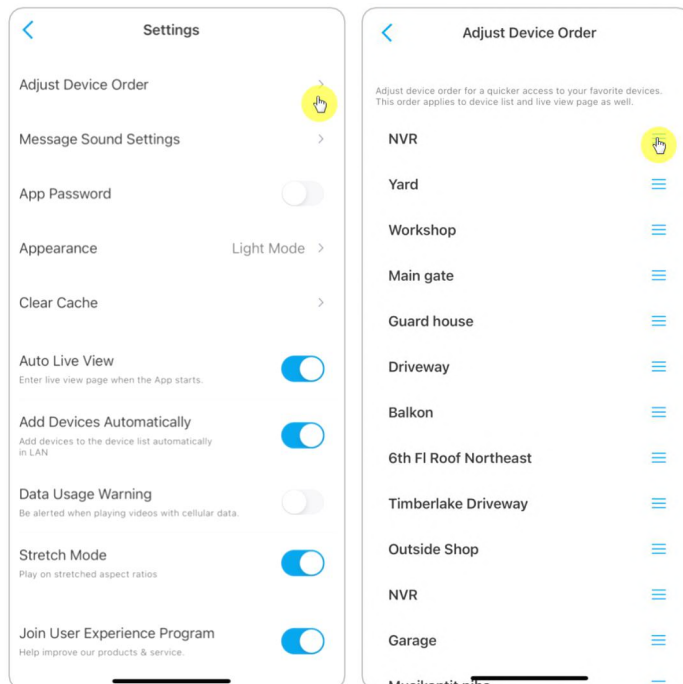 Settings
Adjust Device Order
Message Sound Settings
App Password
Appearance
Light Mode
Clear Cache
Auto Live View
Enter live view page when the App starts.
Add Devices Automatically
Add devices to the device list automatically
in LAN
Data Usage Warning
Be alerted when playing videos with cellular data.
Stretch Mode
Play on stretched aspect ratios
Join User Experience Program
Help improve our products & service.
Adjust Device Order
Adjust device order for a quicker access to your favorite devices.
This order applies to device list and live view page as well.
NVR
Yard
Workshop
Main gate
Guard house
Driveway
Balkon
6th Fl Roof Northeast
Timberlake Driveway
Outside Shop
NVR
Garage